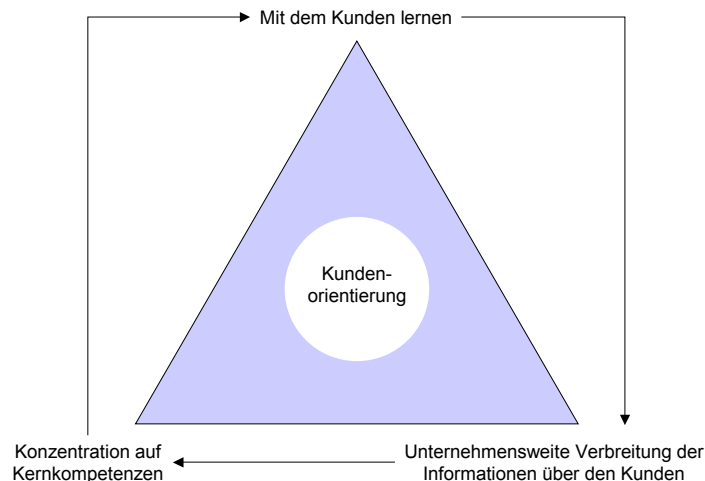 Mit dem Kunden lernen
Kunden-
orientierung
Konzentration auf
Kernkompetenzen
Unternehmensweite Verbreitung der
Informationen über den Kunden